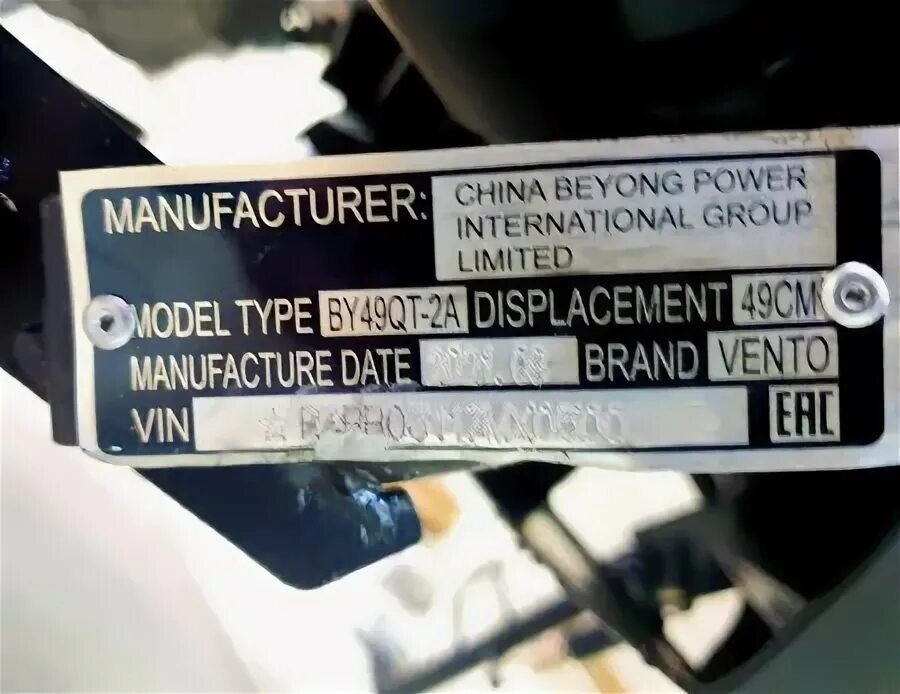 MANUFACTURER: CHINA BEYONG POWER
INTERNATIONAL GROUP
LIMITED
MODEL TYPE BY49QT-2A DISPLACEMENT 49CM
MANUFACTURE DATE BRAND VENTO
VIN EAC